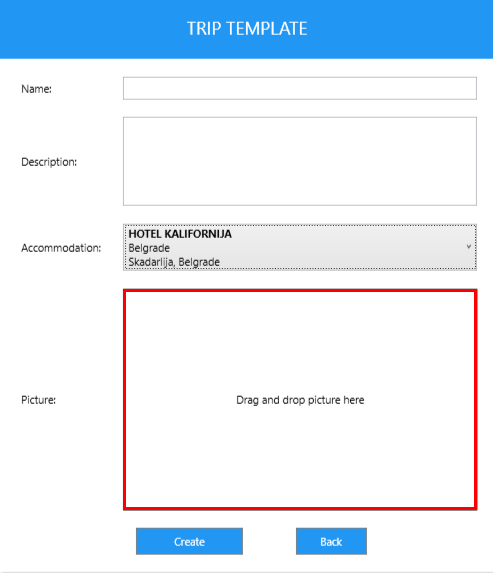 TRIP TEMPLATE
Name:
Description:
Accommodation:
HOTEL KALIFORNIJA
Belgrade
Skadarlija, Belgrade
Picture:
Drag and drop picture here
Create
Back